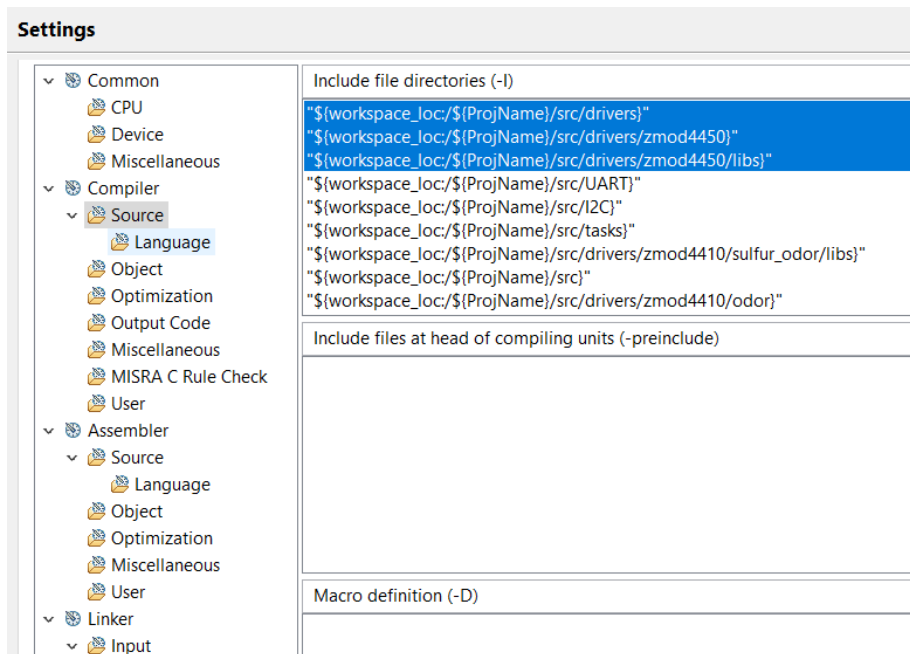 Settings
Common
CPU
Device
Miscellaneous
Compiler
Source
Language
Object
Optimization
Output Code
Miscellaneous
MISRA C Rule Check
User
Assembler
Source
Language
Object
Optimization
Miscellaneous
User
Linker
Input
Include file directories (-I)
"${workspace_loc:/${ProjName}/src/drivers}"
"${workspace_loc:/${ProjName}/src/drivers/zmod4450}"
"${workspace_loc:/${ProjName}/src/drivers/zmod4450/libs}"
"${workspace_loc:/${ProjName}/src/UART}"
"${workspace_loc:/${ProjName}/src/I2C}"
"${workspace_loc:/${ProjName}/src/tasks}"
"${workspace_loc:/${ProjName}/src/drivers/zmod4410/sulfur_odor/libs}"
"${workspace_loc:/${ProjName}/src}"
"${workspace_loc:/${ProjName}/src/drivers/zmod4410/odor}"
Include files at head of compiling units (-preinclude)
Macro definition (-D)